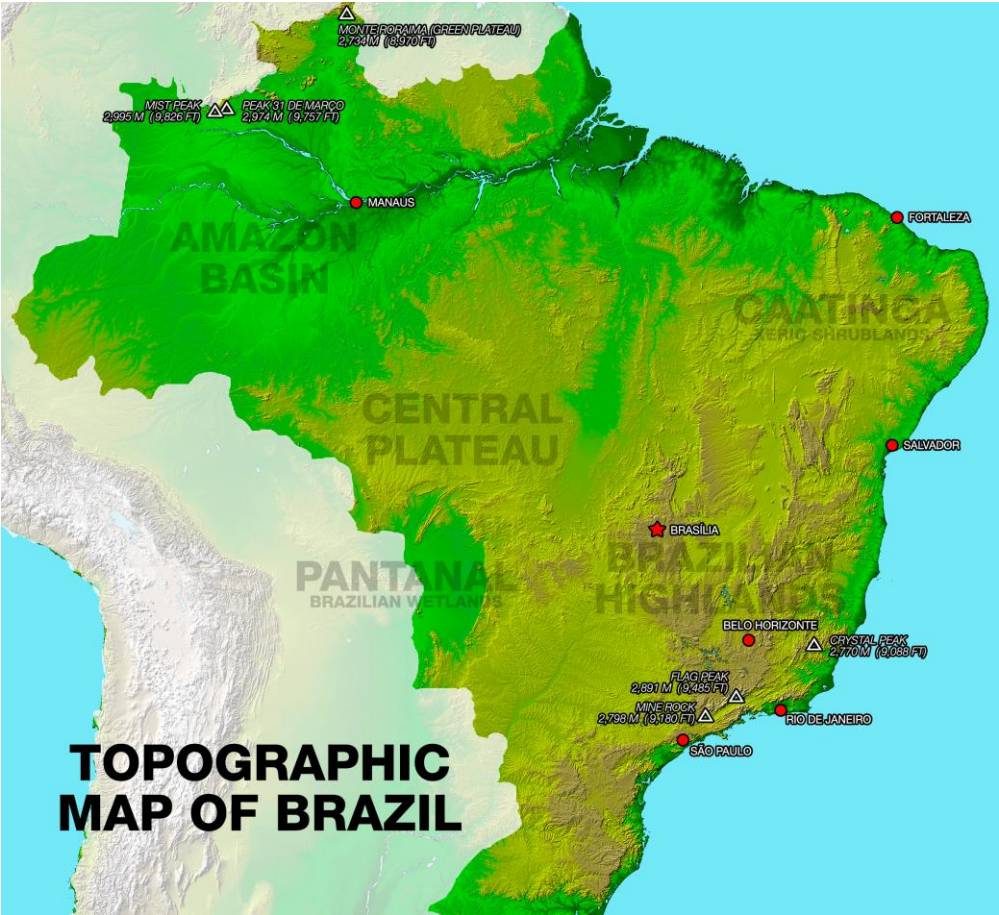 MONTE RORAIMA (GREEN PLATEAU)
2,734 M (8,970 FT)
MIST PEAK
2,995 M (9,826 FT)
PEAK 31 DE MARÇO
2,974 M (9,757 FT)
MANAUS
FORTALEZA
AMAZON
BASIN
CAATINGA
XERIC SHRUBLANDS
CENTRAL
PLATEAU
SALVADOR
BRASÍLIA
BRAZILIAN
HIGHLANDS
PANTANAL
BRAZILIAN WETLANDS
BELO HORIZONTE
CRYSTAL PEAK
2,770 M (9,088 FT)
FLAG PEAK
2,891 M (9,485 FT)
MINE ROCK
2,798 M (9,180 FT)
RIO DE JANEIRO
SÃO PAULO
TOPOGRAPHIC
MAP OF BRAZIL